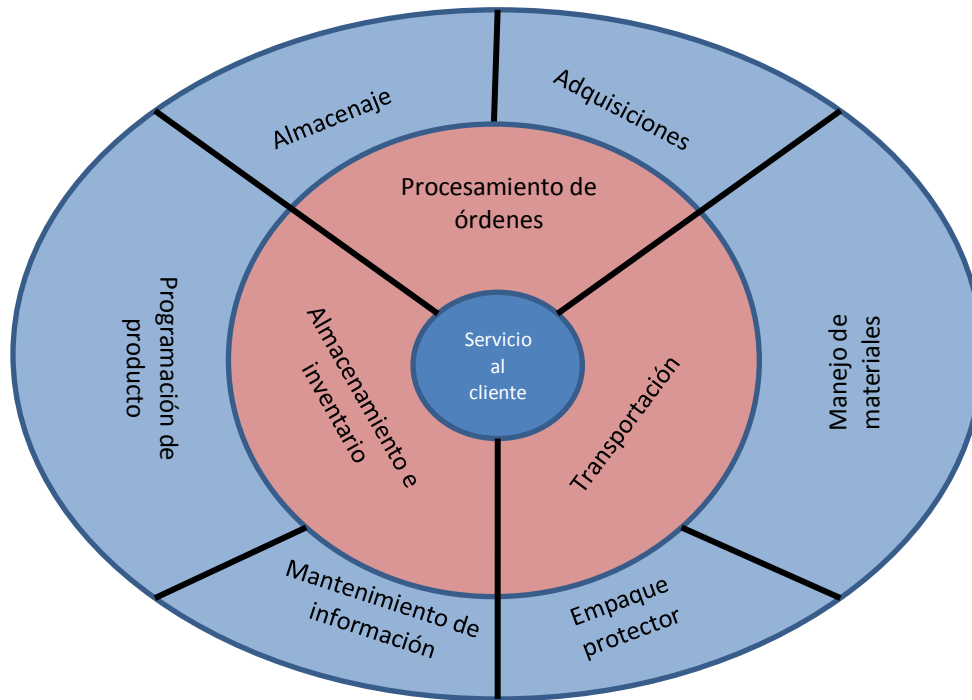 Almacenaje
Adquisiciones
Procesamiento de
órdenes
Programación de
producto
Almacenamiento e
inventario
Servicio
al
cliente
Transportación
Manejo de
materiales
Mantenimiento de
información
Empaque
protector